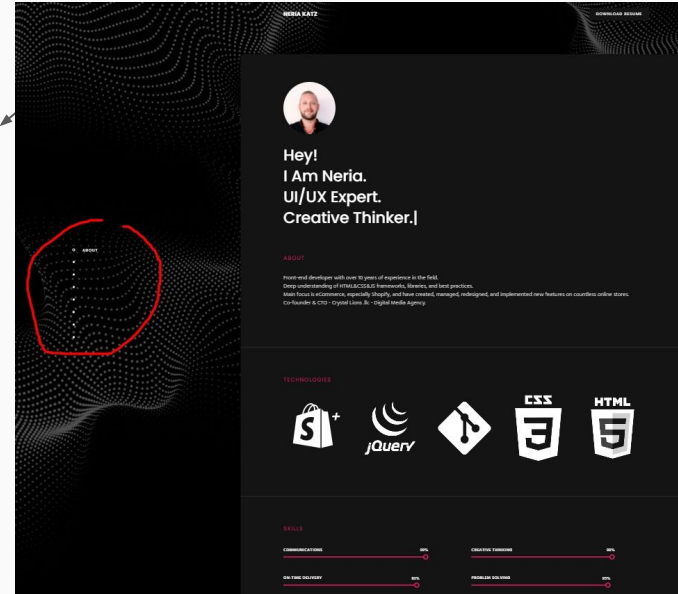 NERIA KATZ
DOWNLOAD RESUME
Hey!
I Am Neria.
UI/UX Expert.
Creative Thinker.|
ABOUT
ABOUT
Front-end developer with over 10 years of experience in the field.
Deep understanding of HTML&CSS&JS frameworks, libraries, and best practices.
Main focus is eCommerce, especially Shopify, and have created, managed, redesigned, and implemented new features on countless online stores.
Co-founder & CTO - Crystal Lions .llc - Digital Media Agency.
TECHNOLOGIES
S +
jQuery
CSS
3
HTML
5
SKILLS
COMMUNICATIONS
CREATIVE THINKING
ON-TIME DELIVERY
PROBLEM SOLVING